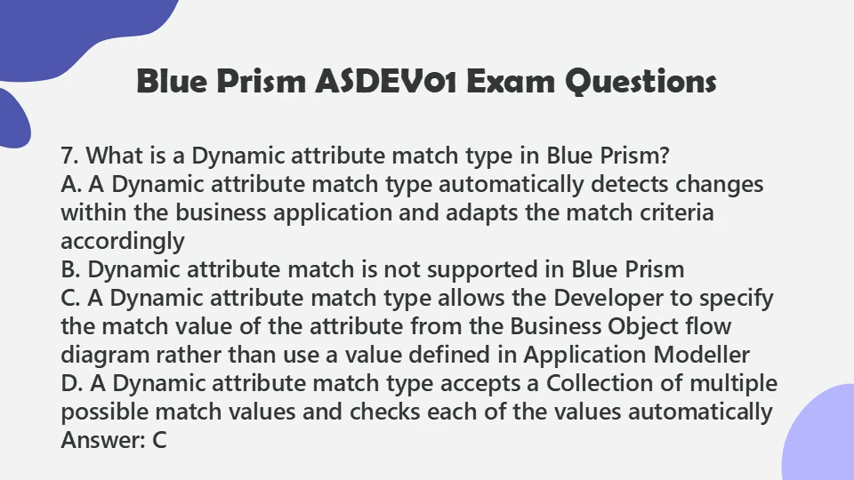 Blue Prism ASDEV01 Exam Questions
7. What is a Dynamic attribute match type in Blue Prism?
A. A Dynamic attribute match type automatically detects changes
within the business application and adapts the match criteria
accordingly
B. Dynamic attribute match is not supported in Blue Prism
C. A Dynamic attribute match type allows the Developer to specify
the match value of the attribute from the Business Object flow
diagram rather than use a value defined in Application Modeller
D. A Dynamic attribute match type accepts a Collection of multiple
possible match values and checks each of the values automatically
Answer: C